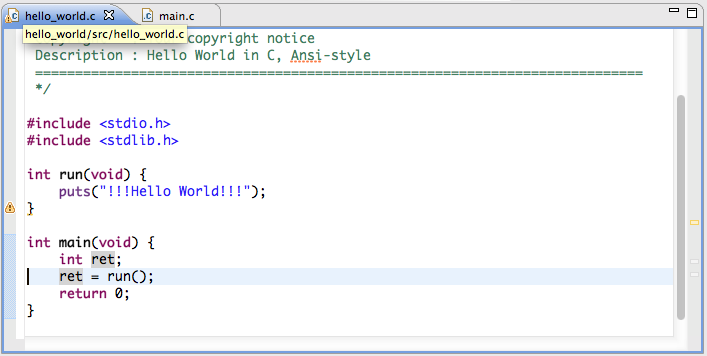 hello_world.c main.c
hello_world/src/hello_world.c
copyright notice
Description : Hello World in C, Ansi-style
============================================================================
*/
#include <stdio.h>
#include <stdlib.h>
int run(void) {
puts("!!!Hello World!!!");
}
int main(void) {
int ret;
ret = run();
return 0;
}